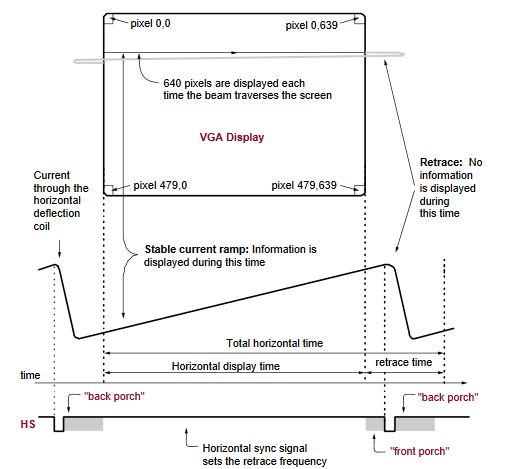 pixel 0,0
pixel 0,639
640 pixels are displayed each
time the beam traverses the screen
VGA Display
pixel 479,0
pixel 479,639
Retrace: No
information
is displayed
during
this time
Current
through the
horizontal
deflection
coil
Stable current ramp: Information is
displayed during this time
Total horizontal time
Horizontal display time
retrace time
time
"back porch"
"back porch"
HS
Horizontal sync signal
sets the retrace frequency
"front porch"